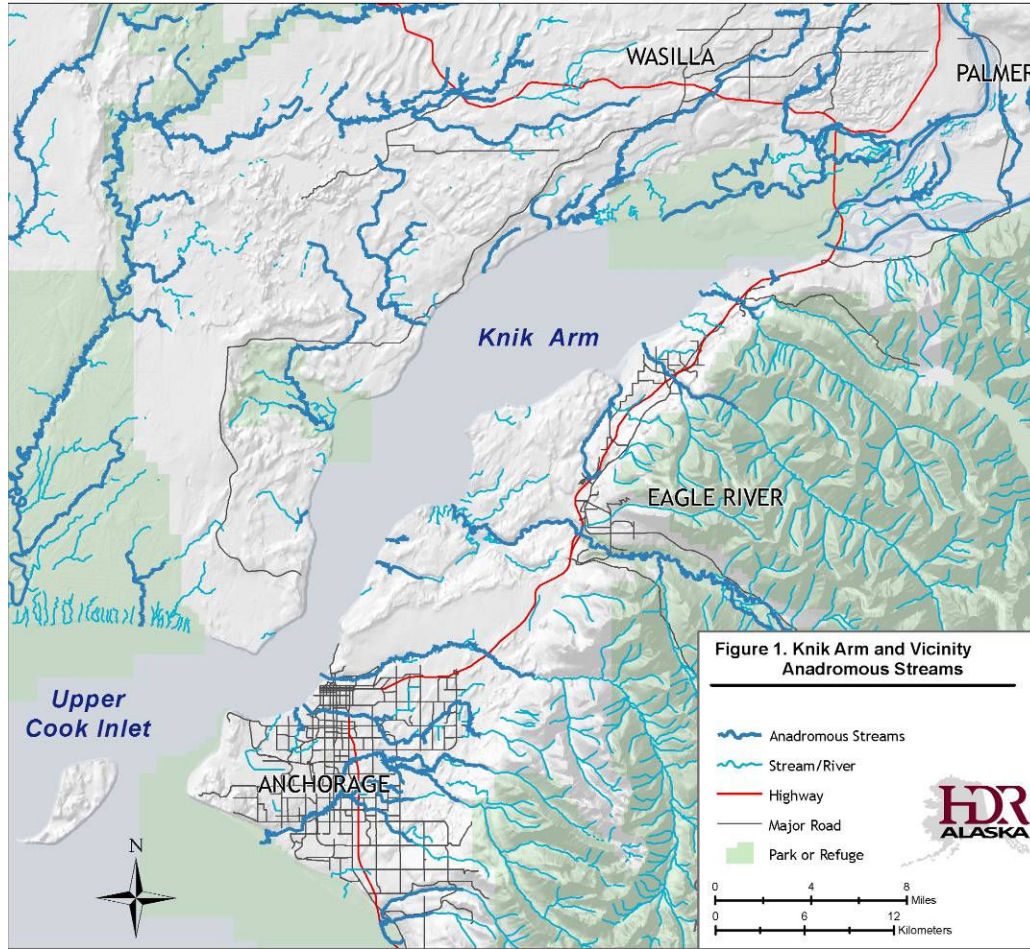 WASILLA
PALMER
Knik Arm
EAGLE RIVER
Upper
Cook Inlet
ANCHORAGE
N
Figure 1. Knik Arm and Vicinity
Anadromous Streams
Anadromous Streams
Stream/River
Highway
Major Road
Park or Refuge
HDR
ALASKA
0 4 8
Miles
0 6 12
Kilometers